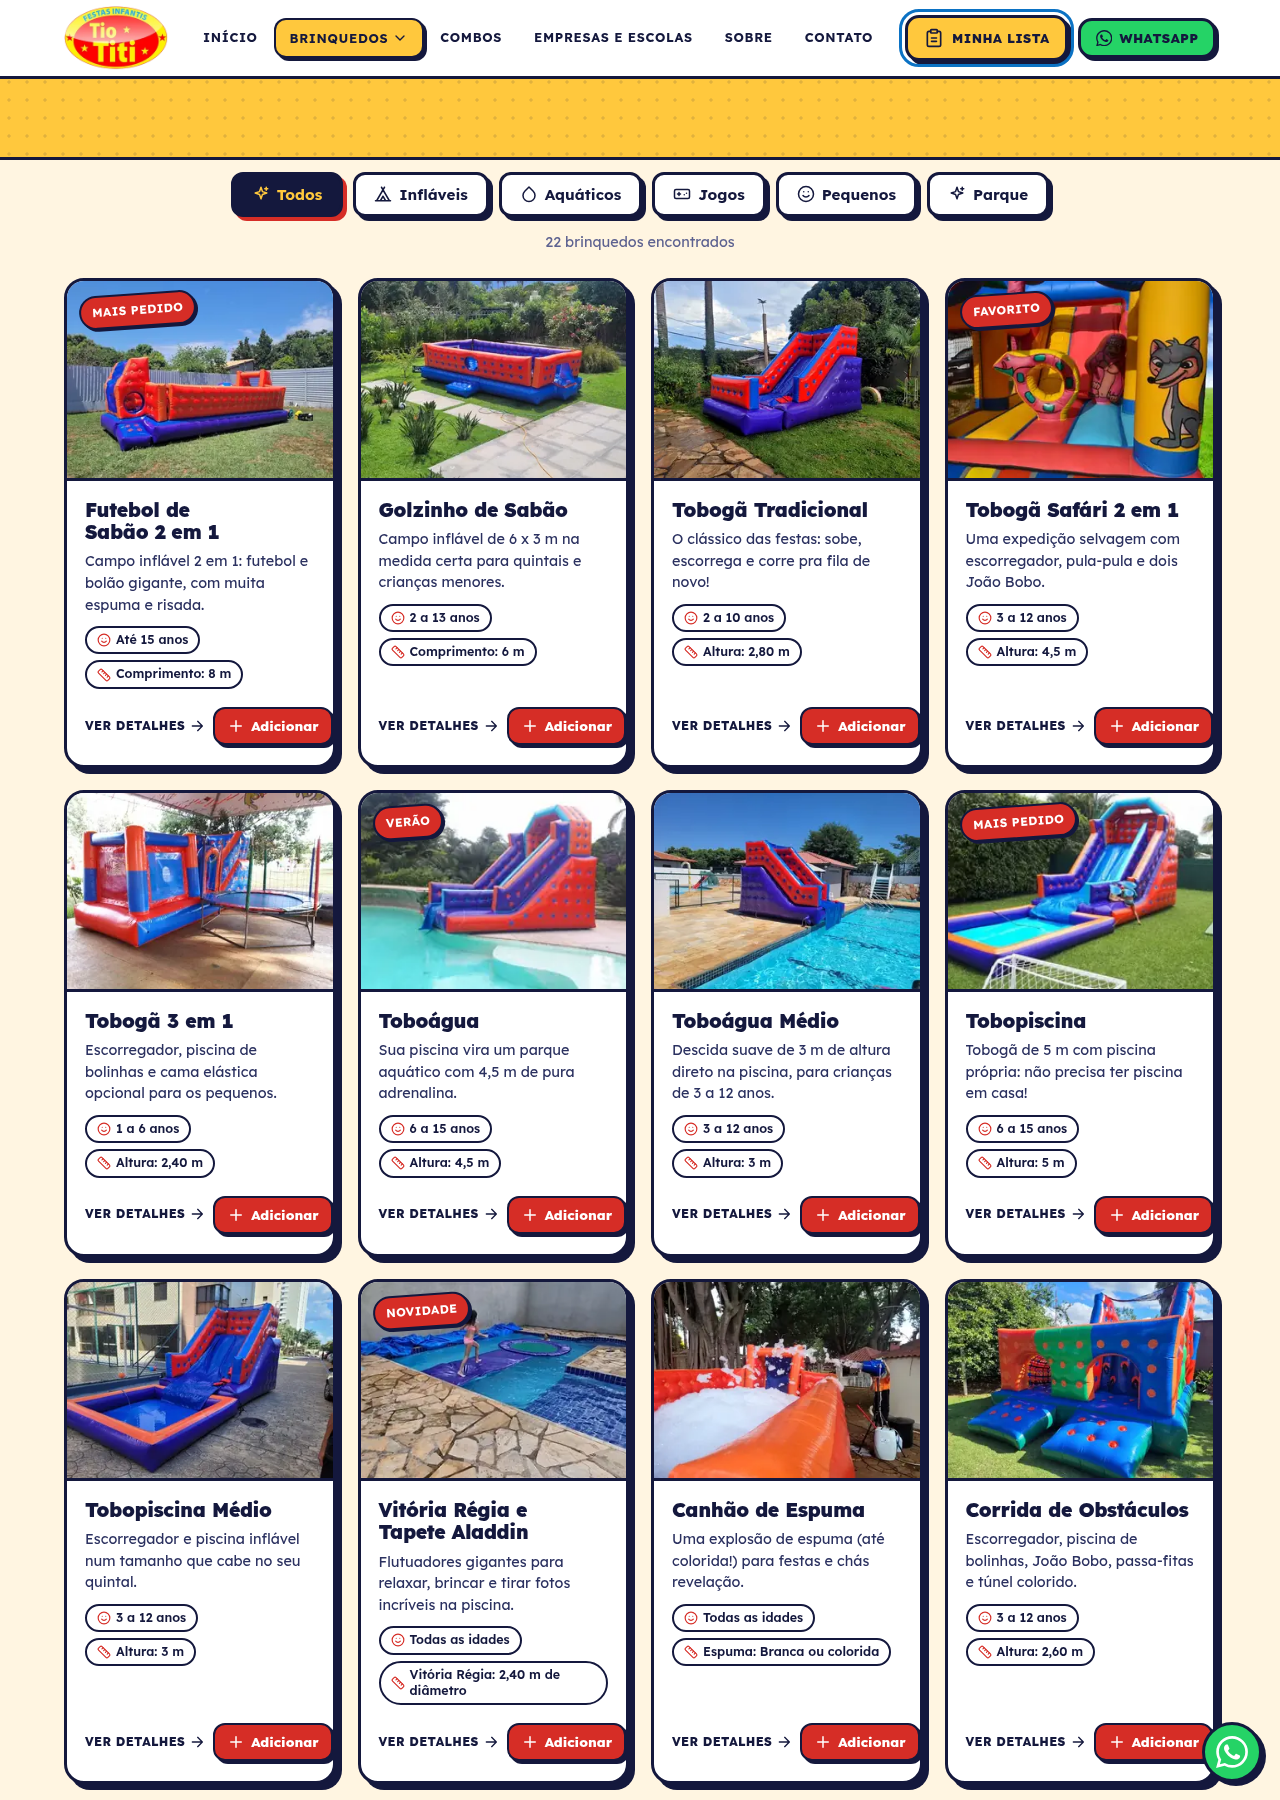 FESTAS INFANTIS
Tio
Titi
INÍCIO
BRINQUEDOS
COMBOS
EMPRESAS E ESCOLAS
SOBRE
CONTATO
MINHA LISTA
WHATSAPP
Todos
Infláveis
Aquáticos
Jogos
Pequenos
Parque
22 brinquedos encontrados
MAIS PEDIDO
Futebol de
Sabão 2 em 1
Campo inflável 2 em 1: futebol e
bolão gigante, com muita
espuma e risada.
Até 15 anos
Comprimento: 8 m
VER DETALHES
Adicionar
Golzinho de Sabão
Campo inflável de 6 x 3 m na
medida certa para quintais e
crianças menores.
2 a 13 anos
Comprimento: 6 m
VER DETALHES
Adicionar
Tobogã Tradicional
O clássico das festas: sobe,
escorrega e corre pra fila de
novo!
2 a 10 anos
Altura: 2,80 m
VER DETALHES
Adicionar
FAVORITO
Tobogã Safári 2 em 1
Uma expedição selvagem com
escorregador, pula-pula e dois
João Bobo.
3 a 12 anos
Altura: 4,5 m
VER DETALHES
Adicionar
Tobogã 3 em 1
Escorregador, piscina de
bolinhas e cama elástica
opcional para os pequenos.
1 a 6 anos
Altura: 2,40 m
VER DETALHES
Adicionar
VERÃO
Toboágua
Sua piscina vira um parque
aquático com 4,5 m de pura
adrenalina.
6 a 15 anos
Altura: 4,5 m
VER DETALHES
Adicionar
Toboágua Médio
Descida suave de 3 m de altura
direto na piscina, para crianças
de 3 a 12 anos.
3 a 12 anos
Altura: 3 m
VER DETALHES
Adicionar
MAIS PEDIDO
Tobopiscina
Tobogã de 5 m com piscina
própria: não precisa ter piscina
em casa!
6 a 15 anos
Altura: 5 m
VER DETALHES
Adicionar
Tobopiscina Médio
Escorregador e piscina inflável
num tamanho que cabe no seu
quintal.
3 a 12 anos
Altura: 3 m
VER DETALHES
Adicionar
NOVIDADE
Vitória Régia e
Tapete Aladdin
Flutuadores gigantes para
relaxar, brincar e tirar fotos
incríveis na piscina.
Todas as idades
Vitória Régia: 2,40 m de
diâmetro
VER DETALHES
Adicionar
Canhão de Espuma
Uma explosão de espuma (até
colorida!) para festas e chás
revelação.
Todas as idades
Espuma: Branca ou colorida
VER DETALHES
Adicionar
Corrida de Obstáculos
Escorregador, piscina de
bolinhas, João Bobo, passa-fitas
e túnel colorido.
3 a 12 anos
Altura: 2,60 m
VER DETALHES
Adicionar